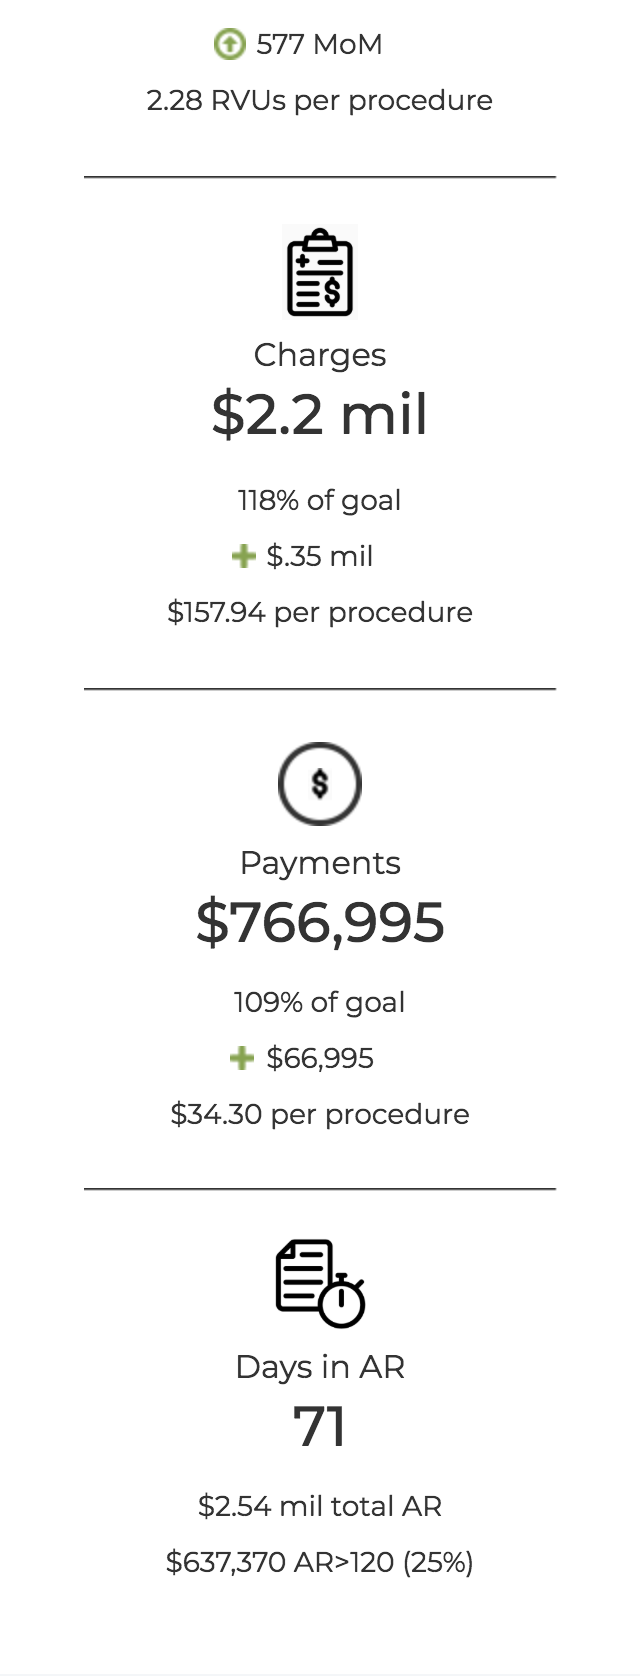 577 MoM
2.28 RVUs per procedure
Charges
$2.2 mil
118% of goal
+ $.35 mil
$157.94 per procedure
$
Payments
$766,995
109% of goal
+ $66,995
$34.30 per procedure
Days in AR
71
$2.54 mil total AR
$637,370 AR>120 (25%)